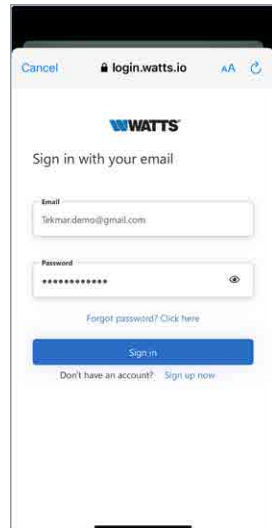 Cancel login.watts.io AA
WATTS
Sign in with your email
Email
Tekmar.demo@gmail.com
Password
••••••••••••
Forgot password? Click here
Sign in
Don't have an account? Sign up now